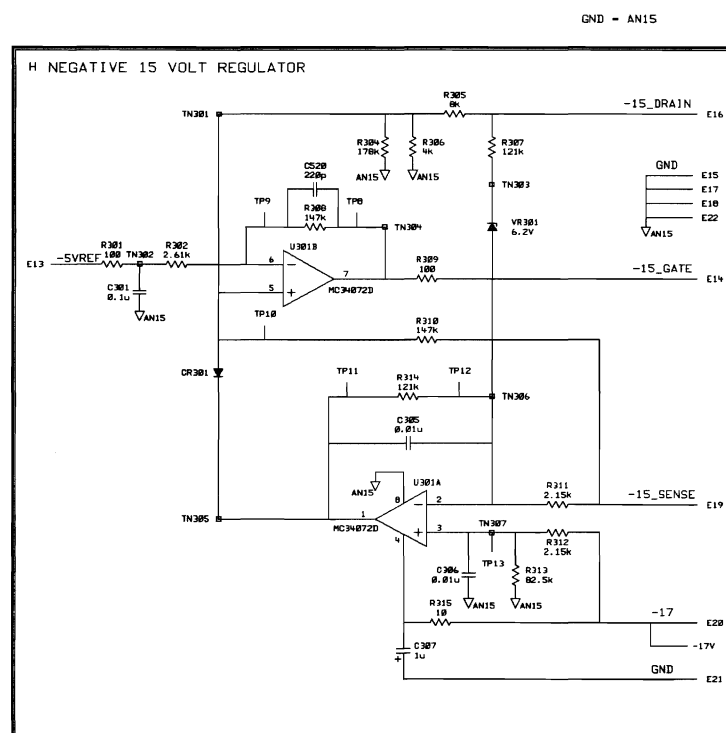 GND - AN15
H NEGATIVE 15 VOLT REGULATOR
TN301
R305
8k
-15_DRAIN
E16
R304
178k
R306
4k
R307
121k
AN15
AN15
TN303
GND
E15
E17
E18
E22
AN15
C520
220p
TP9
R308
147k
TP8
TN304
VR301
6.2V
E13
-5VREF
R301
100
TN302
R302
2.61k
U301B
6
5
7
MC34072D
R309
100
-15_GATE
E14
C301
0.1u
AN15
TP10
R310
147k
CR301
TP11
R314
121k
TP12
TN306
C305
0.01u
AN15
U301A
8
2
R311
2.15k
-15_SENSE
E19
TN305
1
MC34072D
3
4
TN307
R312
2.15k
TP13
C306
0.01u
R313
82.5k
AN15
AN15
R315
10
-17
E20
-17V
C307
1u
GND
E21